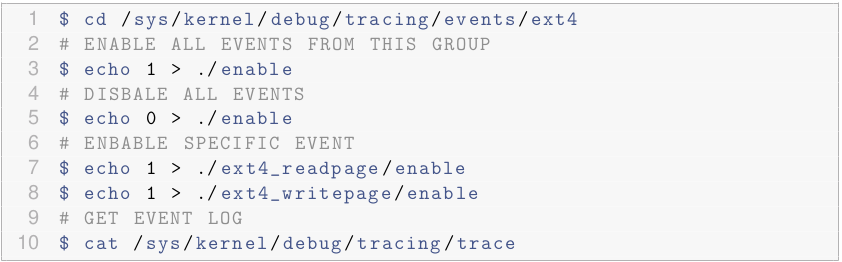 1 $ cd /sys/kernel/debug/tracing/events/ext4
2 # ENABLE ALL EVENTS FROM THIS GROUP
3 $ echo 1 > ./enable
4 # DISBALE ALL EVENTS
5 $ echo 0 > ./enable
6 # ENBABLE SPECIFIC EVENT
7 $ echo 1 > ./ext4_readpage/enable
8 $ echo 1 > ./ext4_writepage/enable
9 # GET EVENT LOG
10 $ cat /sys/kernel/debug/tracing/trace